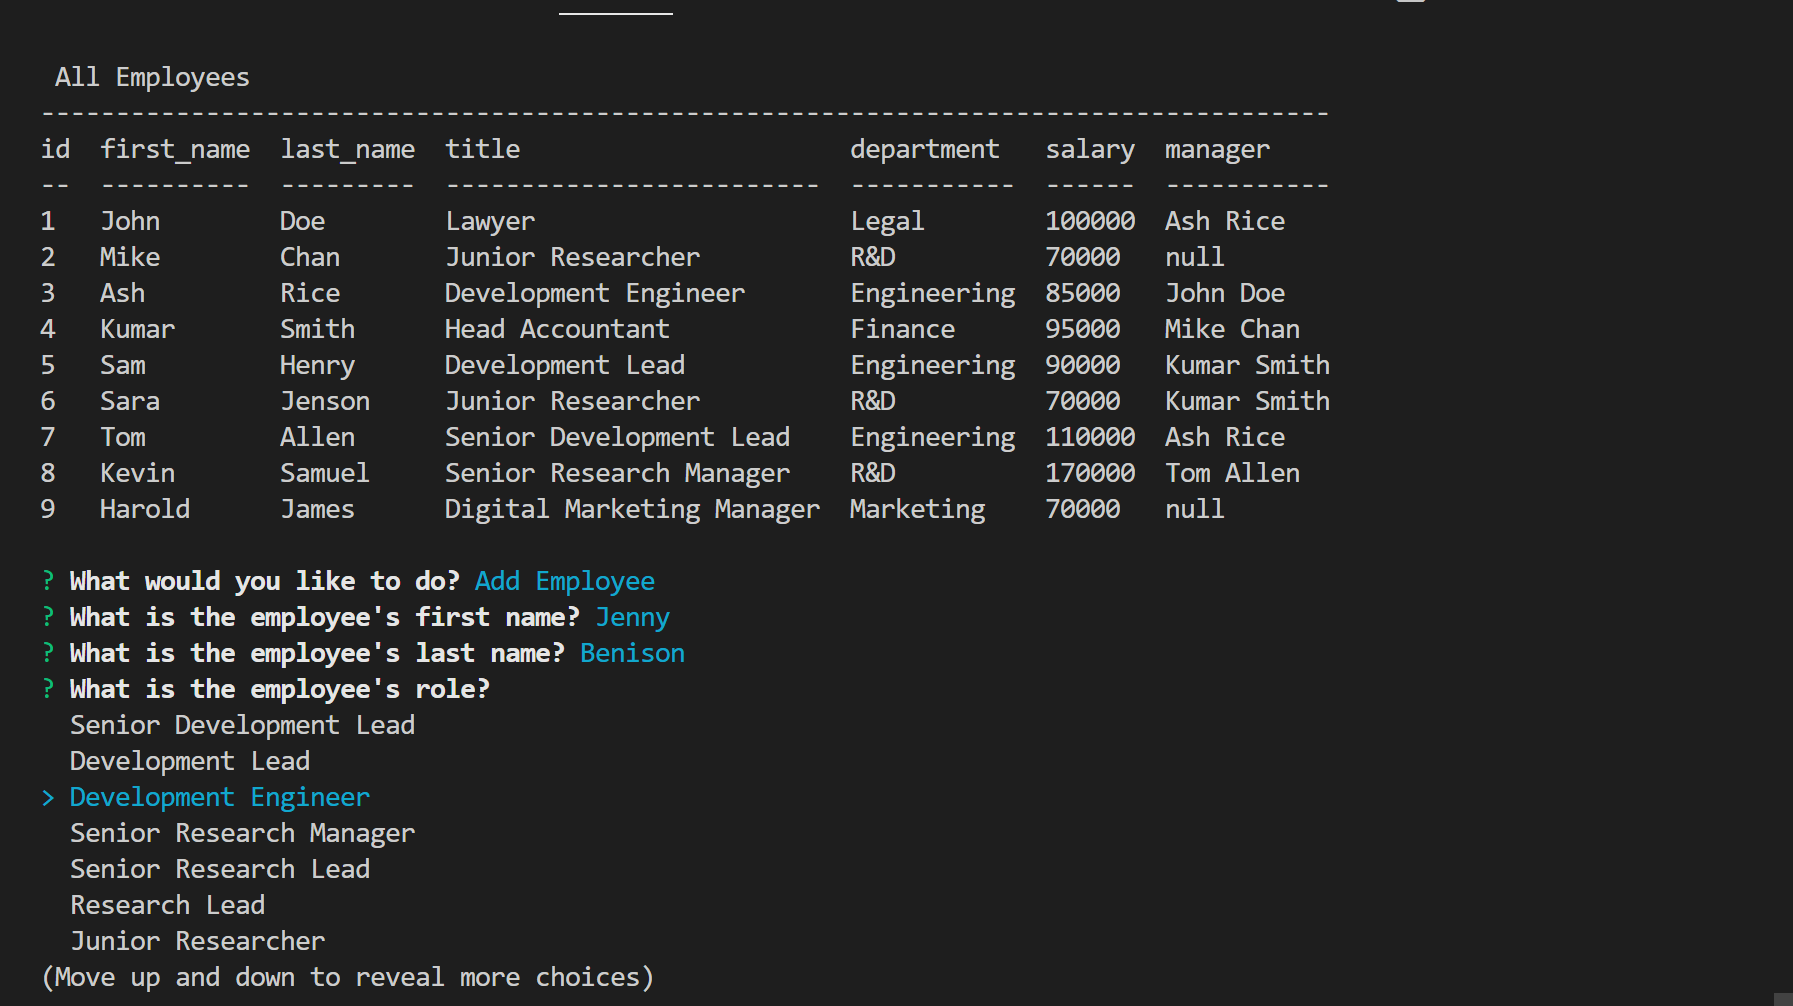 All Employees
--------------------------------------------------------------------------------------
id  first_name  last_name  title                      department   salary  manager
--  ----------  ---------  -------------------------  -----------  ------  -----------
1   John        Doe        Lawyer                     Legal        100000  Ash Rice
2   Mike        Chan       Junior Researcher          R&D          70000   null
3   Ash         Rice       Development Engineer       Engineering  85000   John Doe
4   Kumar       Smith      Head Accountant            Finance      95000   Mike Chan
5   Sam         Henry      Development Lead           Engineering  90000   Kumar Smith
6   Sara        Jenson     Junior Researcher          R&D          70000   Kumar Smith
7   Tom         Allen      Senior Development Lead    Engineering  110000  Ash Rice
8   Kevin       Samuel     Senior Research Manager    R&D          170000  Tom Allen
9   Harold      James      Digital Marketing Manager  Marketing    70000   null
? What would you like to do? Add Employee
? What is the employee's first name? Jenny
? What is the employee's last name? Benison
? What is the employee's role?
  Senior Development Lead
  Development Lead
> Development Engineer
  Senior Research Manager
  Senior Research Lead
  Research Lead
  Junior Researcher
(Move up and down to reveal more choices)